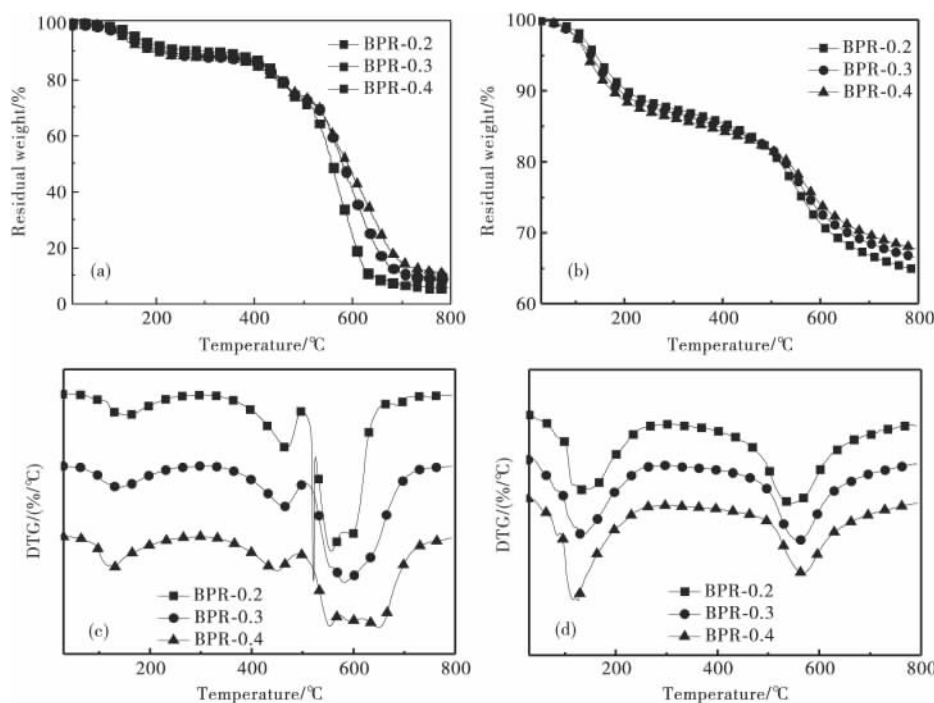 100
80
60
40
20
0
Residual weight/%
BPR-0.2
BPR-0.3
BPR-0.4
(a)
200
400
600
800
Temperature/℃
100
90
80
70
60
Residual weight/%
BPR-0.2
BPR-0.3
BPR-0.4
(b)
0
200
400
600
800
Temperature/℃
DTG/(%/℃)
BPR-0.2
BPR-0.3
BPR-0.4
(c)
200
400
600
800
Temperature/℃
DTG/(%/℃)
BPR-0.2
BPR-0.3
BPR-0.4
(d)
200
400
600
800
Temperature/℃